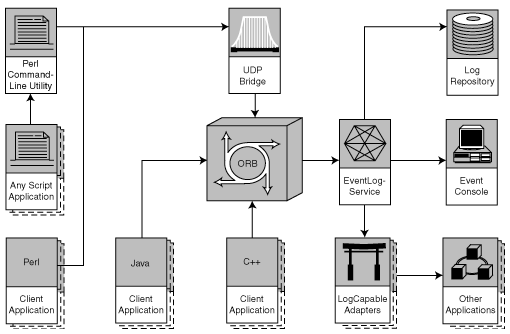 Perl
Command-
Line Utility
UDP
Bridge
Log
Repository
Any Script
Application
ORB
EventLog-
Service
Event
Console
Perl
Client
Application
Java
Client
Application
C++
Client
Application
LogCapable
Adapters
Other
Applications